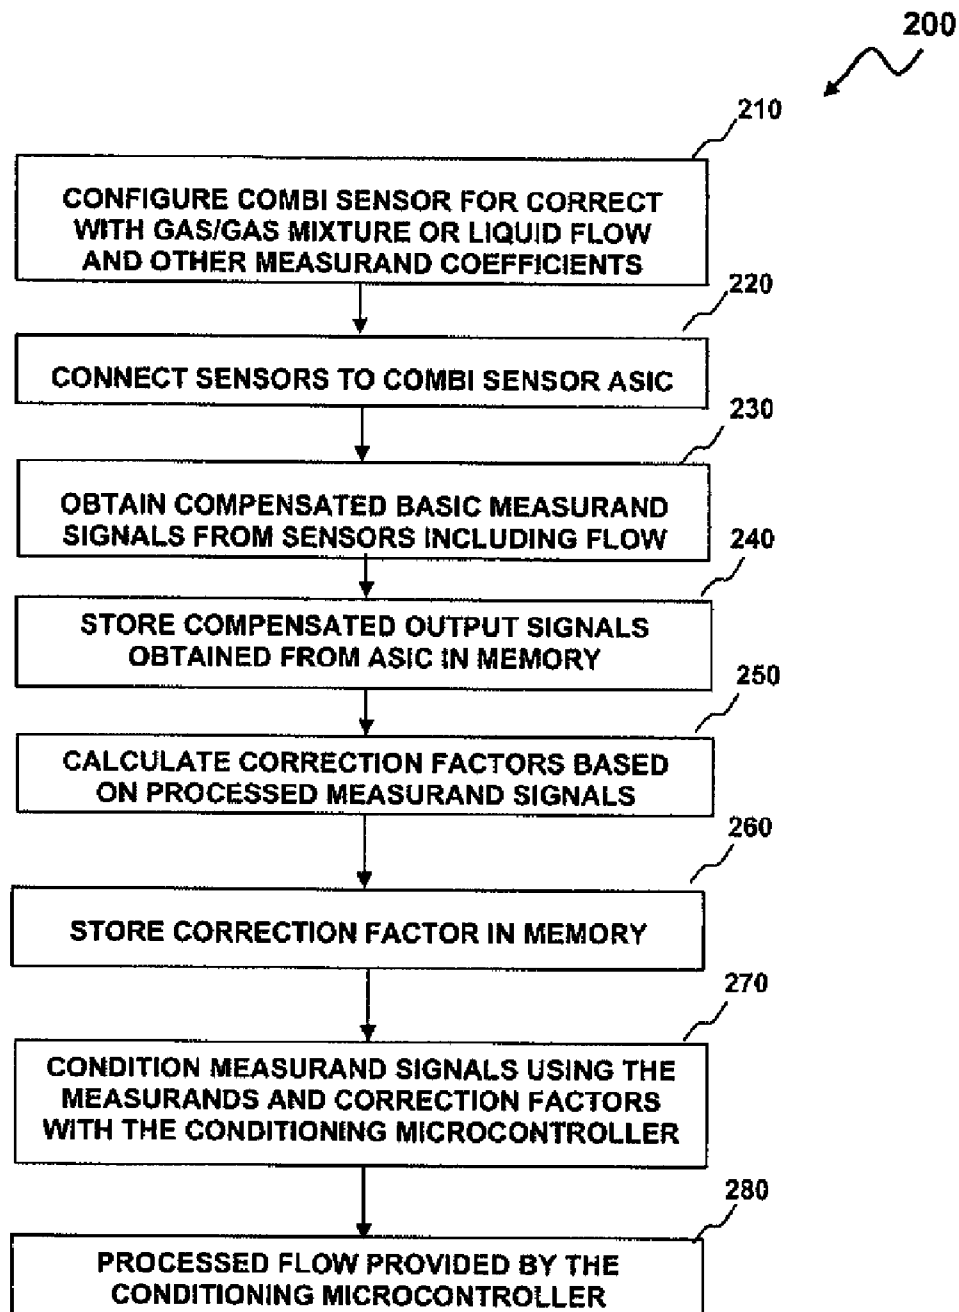 200
210
CONFIGURE COMBI SENSOR FOR CORRECT
WITH GAS/GAS MIXTURE OR LIQUID FLOW
AND OTHER MEASURAND COEFFICIENTS
220
CONNECT SENSORS TO COMBI SENSOR ASIC
230
OBTAIN COMPENSATED BASIC MEASURAND
SIGNALS FROM SENSORS INCLUDING FLOW
240
STORE COMPENSATED OUTPUT SIGNALS
OBTAINED FROM ASIC IN MEMORY
250
CALCULATE CORRECTION FACTORS BASED
ON PROCESSED MEASURAND SIGNALS
260
STORE CORRECTION FACTOR IN MEMORY
270
CONDITION MEASURAND SIGNALS USING THE
MEASURANDS AND CORRECTION FACTORS
WITH THE CONDITIONING MICROCONTROLLER
280
PROCESSED FLOW PROVIDED BY THE
CONDITIONING MICROCONTROLLER